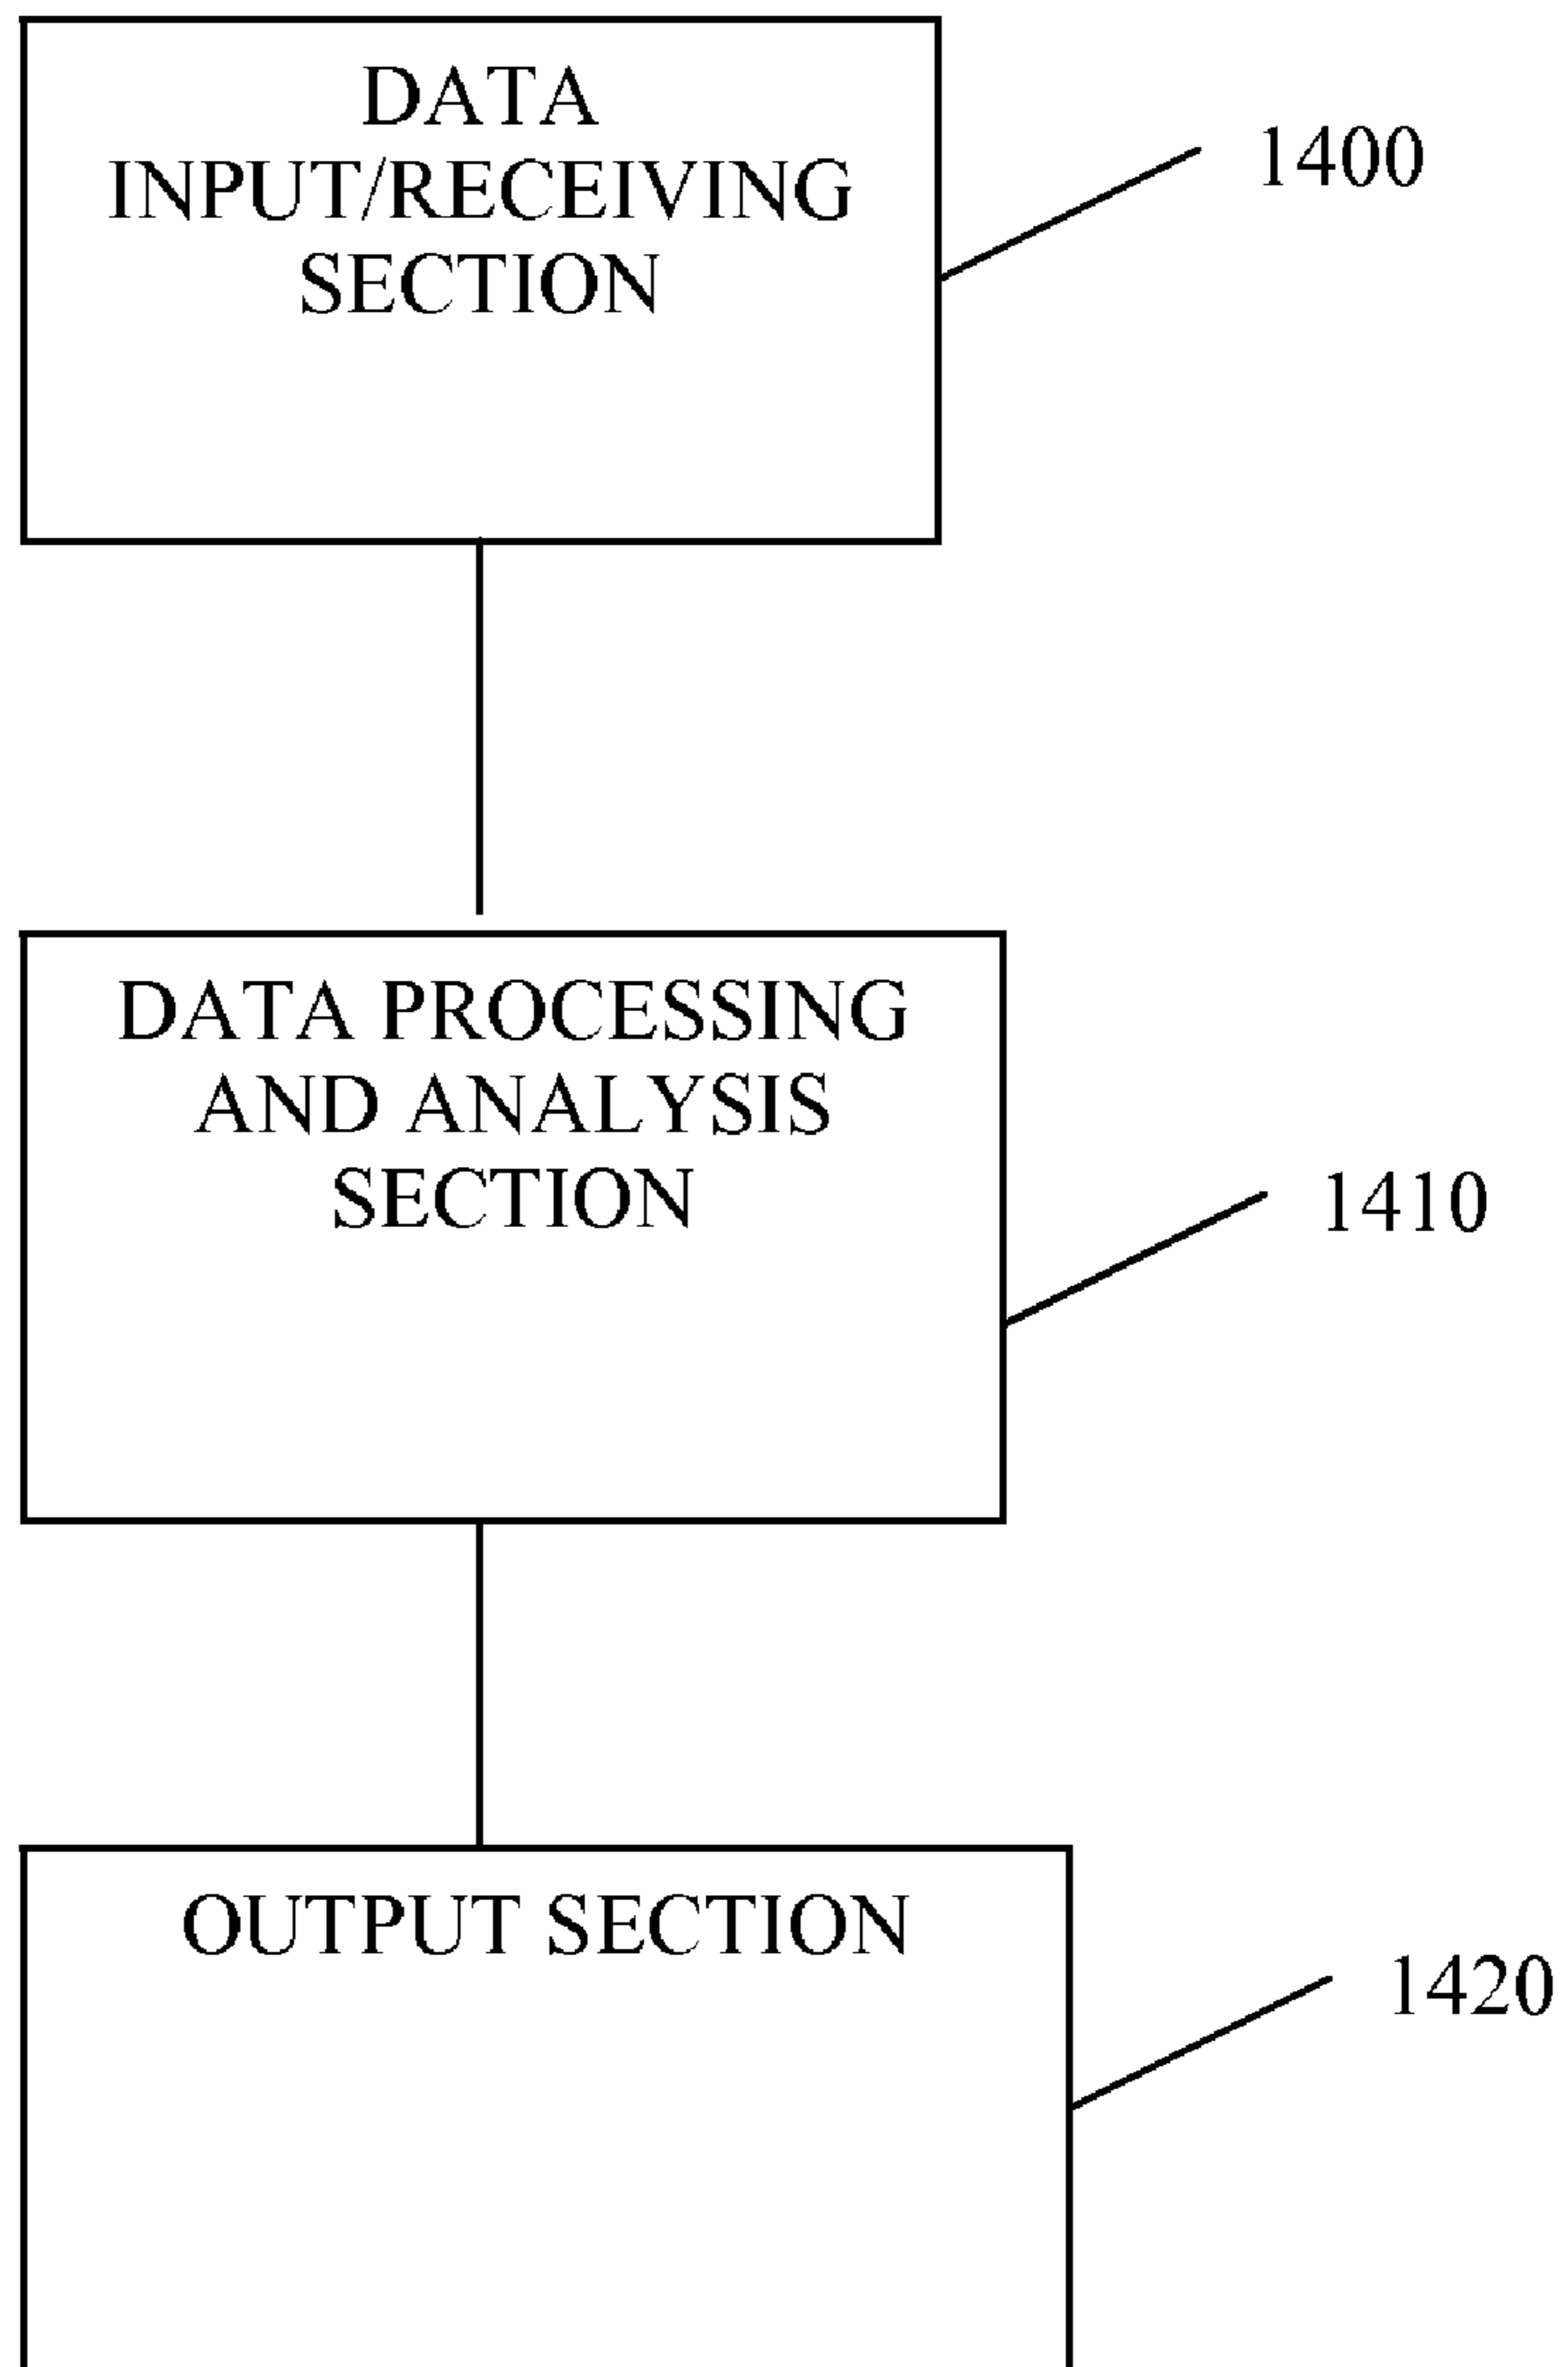 DATA
INPUT/RECEIVING
SECTION
1400
DATA PROCESSING
AND ANALYSIS
SECTION
1410
OUTPUT SECTION
1420